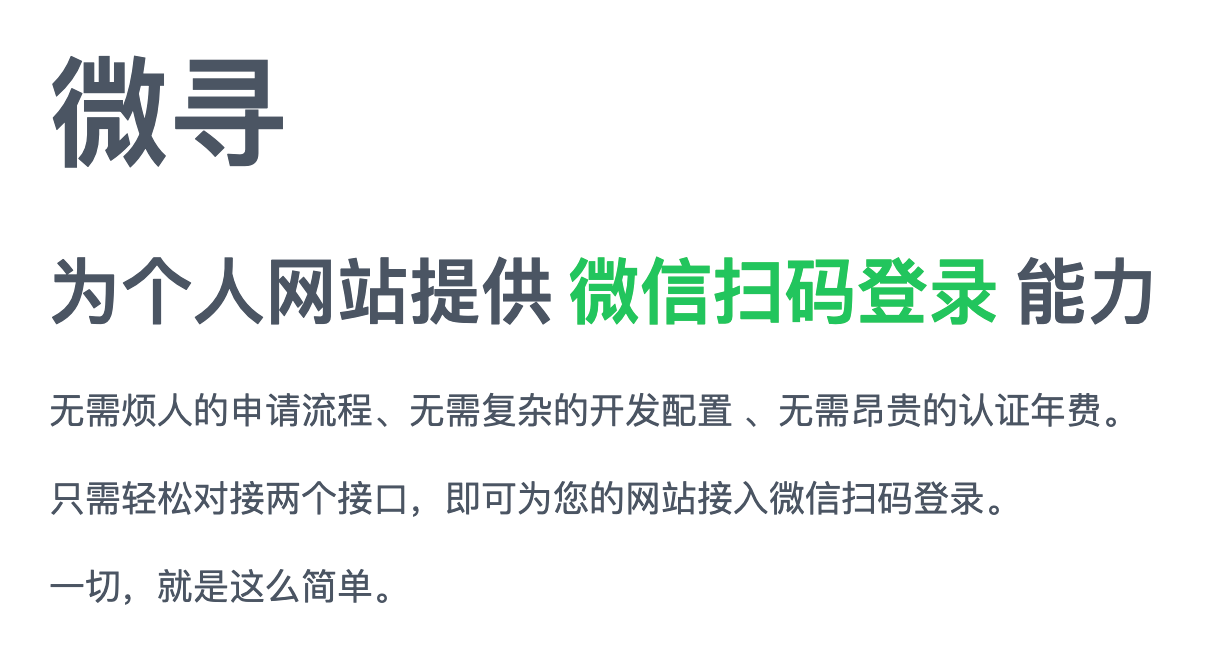 微寻
为个人网站提供 微信扫码登录 能力
无需烦人的申请流程、无需复杂的开发配置 、无需昂贵的认证年费。
只需轻松对接两个接口，即可为您的网站接入微信扫码登录。
一切，就是这么简单。